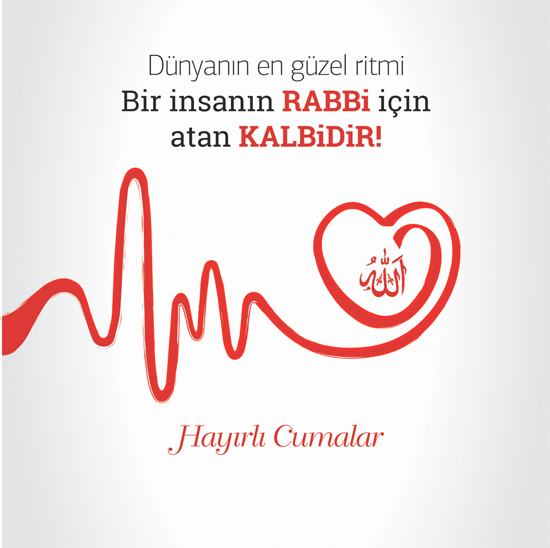 Dünyanın en güzel ritmi
Bir insanın RABBi için
atan KALBiDiR!
الله
Hayırlı Cumalar